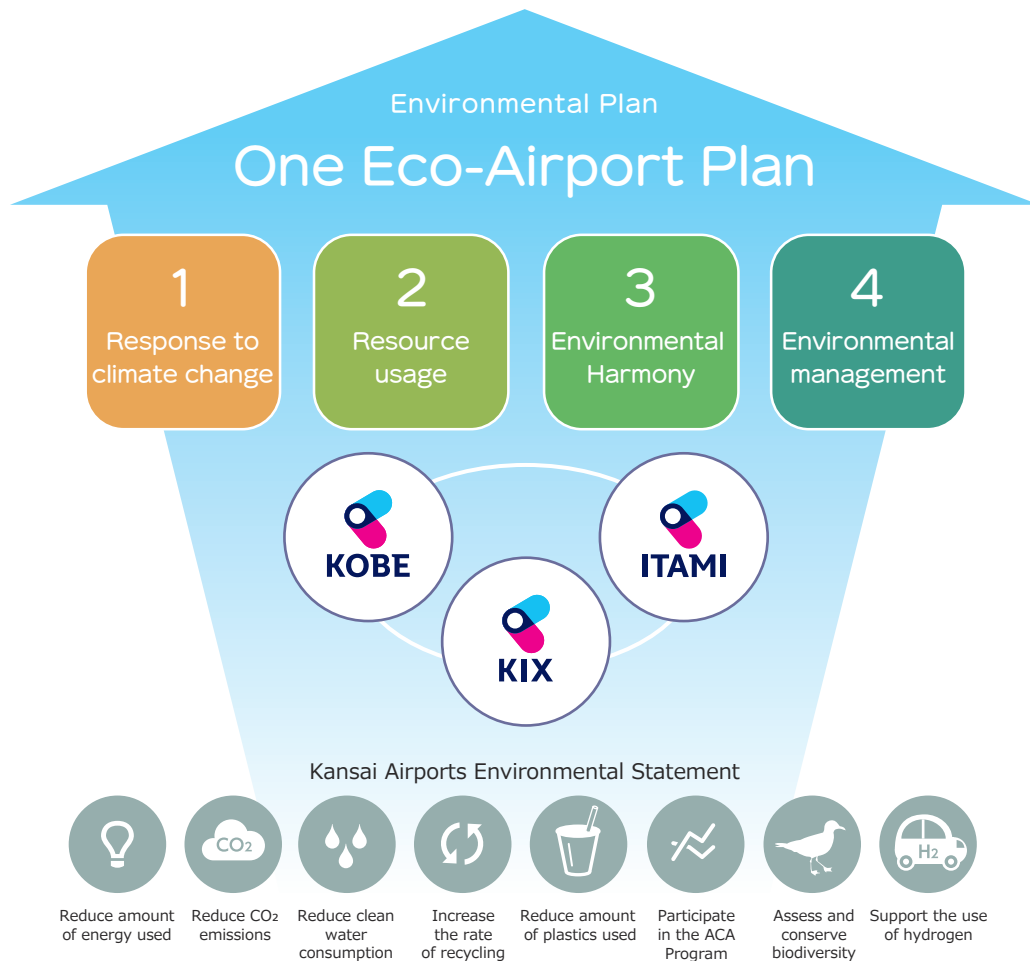 Environmental Plan
One Eco-Airport Plan
1
Response to
climate change
2
Resource
usage
3
Environmental
Harmony
4
Environmental
management
KOBE
ITAMI
KIX
Kansai Airports Environmental Statement
CO₂
H₂
Reduce amount
of energy used
Reduce CO₂
emissions
Reduce clean
water
consumption
Increase
the rate
of recycling
Reduce amount
of plastics used
Participate
in the ACA
Program
Assess and
conserve
biodiversity
Support the use
of hydrogen